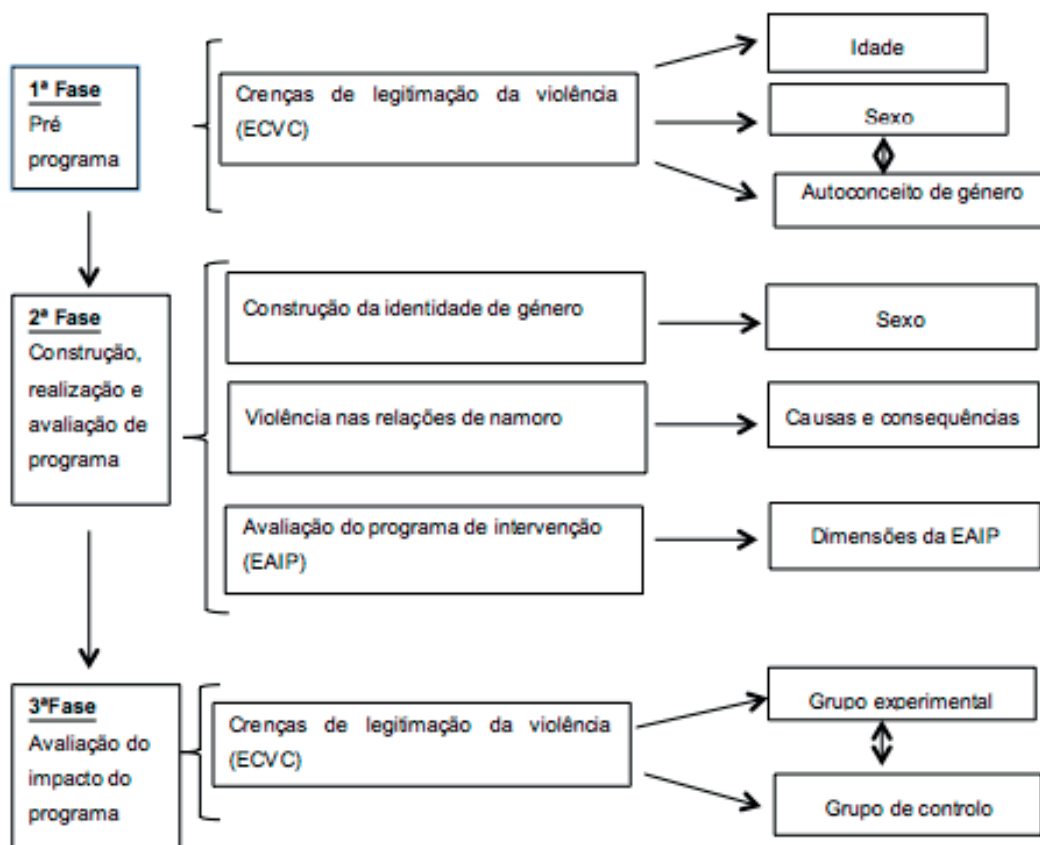 1ª Fase
Pré
programa
Crenças de legitimação da violência
(ECVC)
Idade
Sexo
Autoconceito de género
2ª Fase
Construção,
realização e
avaliação de
programa
Construção da identidade de género
Sexo
Violência nas relações de namoro
Causas e consequências
Avaliação do programa de intervenção
(EAIP)
Dimensões da EAIP
3ªFase
Avaliação do
impacto do
programa
Crenças de legitimação da violência
(ECVC)
Grupo experimental
Grupo de controlo